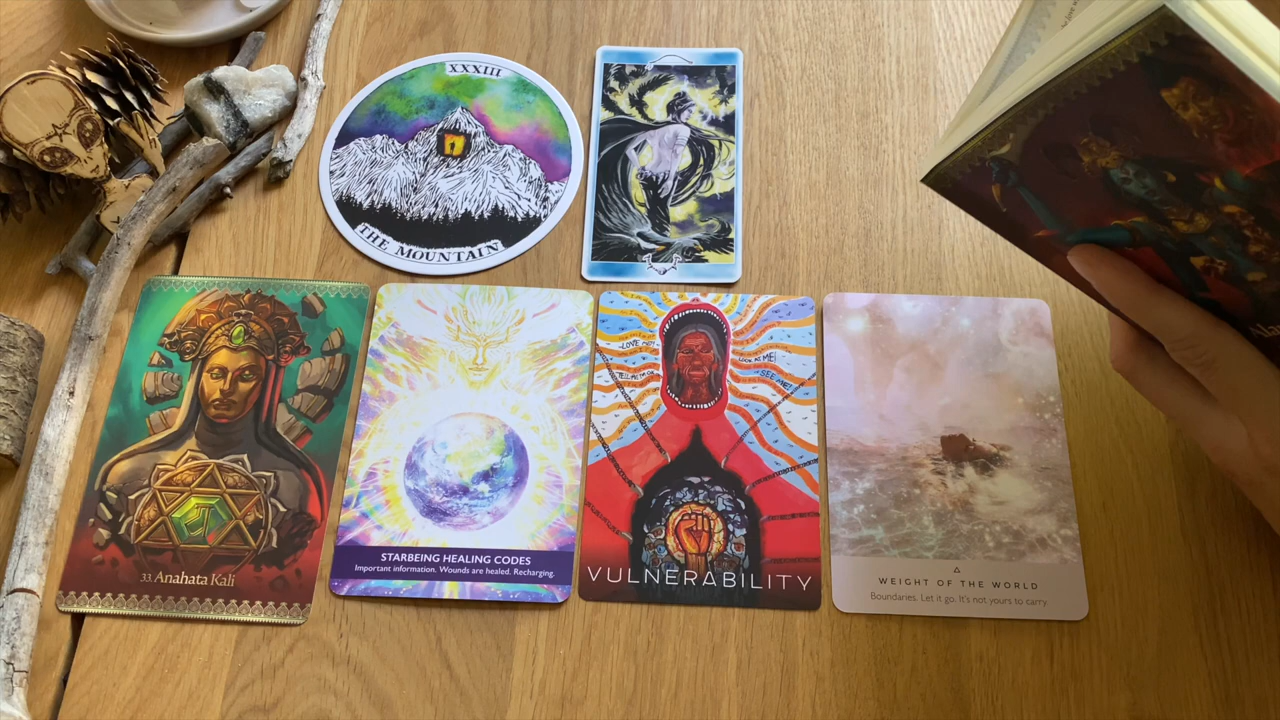 XXXIII
THE MOUNTAIN
33. Anahata Kali
STARBEING HEALING CODES
Important information. Wounds are healed. Recharging.
LOVE ME!
LOOK AT ME!
TELL ME I'M OK
SEE ME!
VULNERABILITY
WEIGHT OF THE WORLD
Boundaries. Let it go. It's not yours to carry.